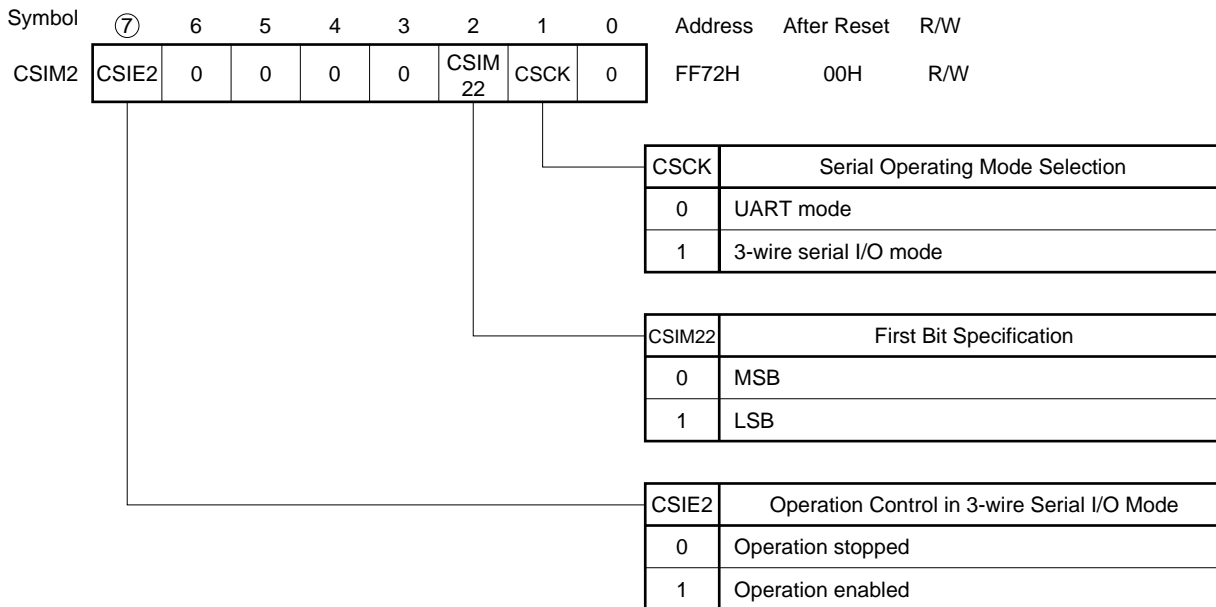 Symbol ⑦ 6 5 4 3 2 1 0 Address After Reset R/W
CSIM2 CSIE2 0 0 0 0 CSIM 22 CSCK 0 FF72H 00H R/W
CSCK Serial Operating Mode Selection
0 UART mode
1 3-wire serial I/O mode
CSIM22 First Bit Specification
0 MSB
1 LSB
CSIE2 Operation Control in 3-wire Serial I/O Mode
0 Operation stopped
1 Operation enabled